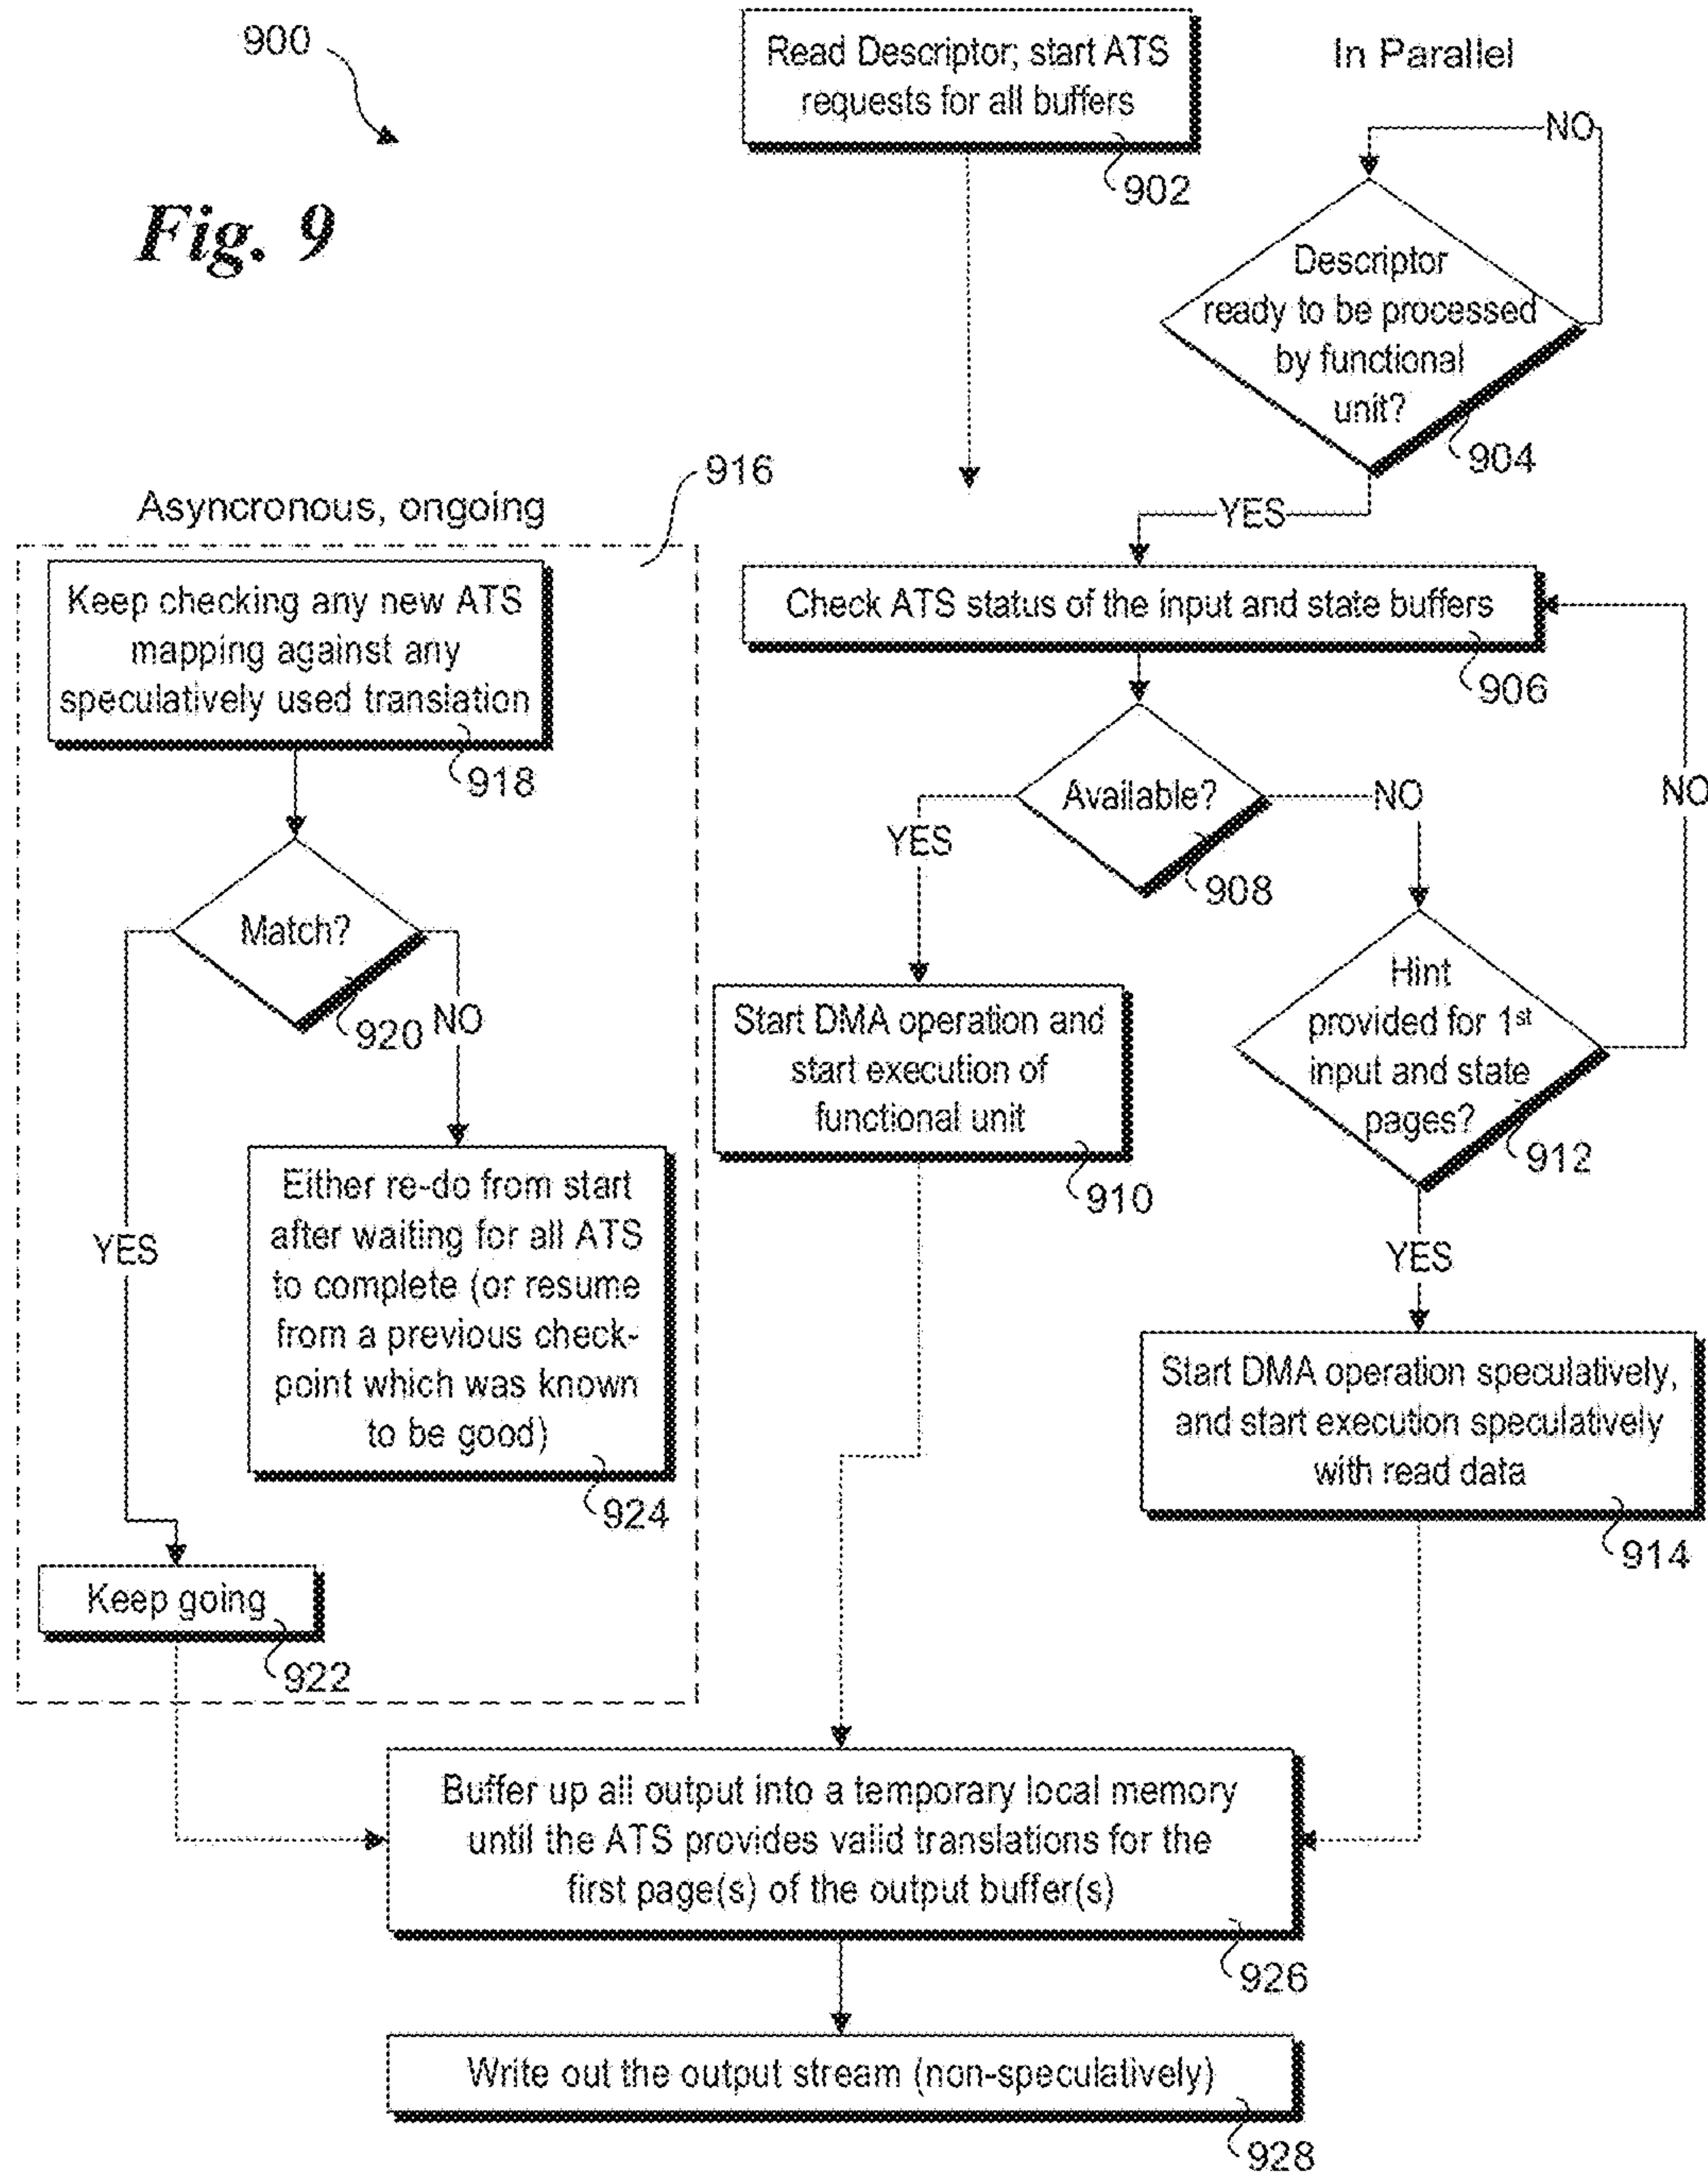 900
Fig. 9
Read Descriptor; start ATS
requests for all buffers
902
In Parallel
NO
Descriptor
ready to be processed
by functional
unit?
904
YES
Check ATS status of the input and state buffers
906
Available?
908
YES
NO
Hint
provided for 1st
input and state
pages?
912
NO
YES
Start DMA operation and
start execution of
functional unit
910
Start DMA operation speculatively,
and start execution speculatively
with read data
914
916
Asyncronous, ongoing
Keep checking any new ATS
mapping against any
speculatively used translation
918
Match?
920
NO
YES
Either re-do from start
after waiting for all ATS
to complete (or resume
from a previous check-
point which was known
to be good)
924
Keep going
922
Buffer up all output into a temporary local memory
until the ATS provides valid translations for the
first page(s) of the output buffer(s)
926
Write out the output stream (non-speculatively)
928